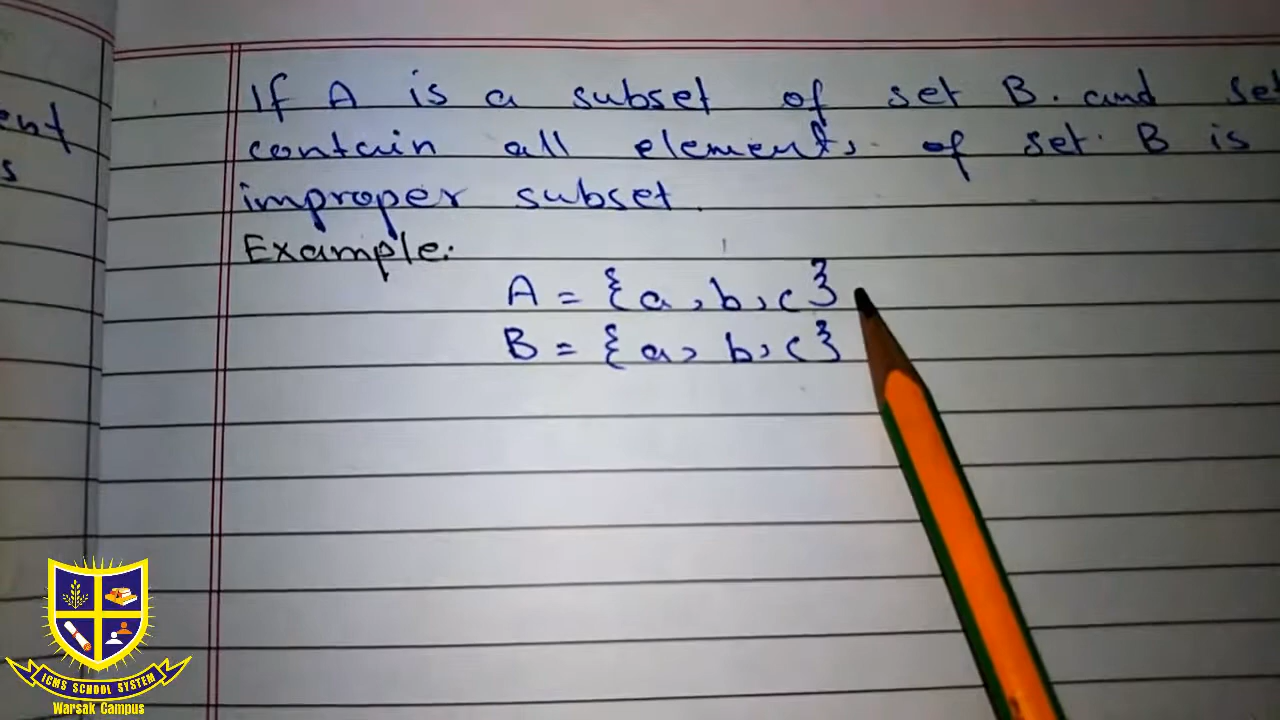 ent
s
If A is a subset of set B. and set
contain all elements. of set. B is
improper subset.
Example:
A = {a, b, c}
B = {a, b, c}
ICMS SCHOOL SYSTEM
Warsak Campus